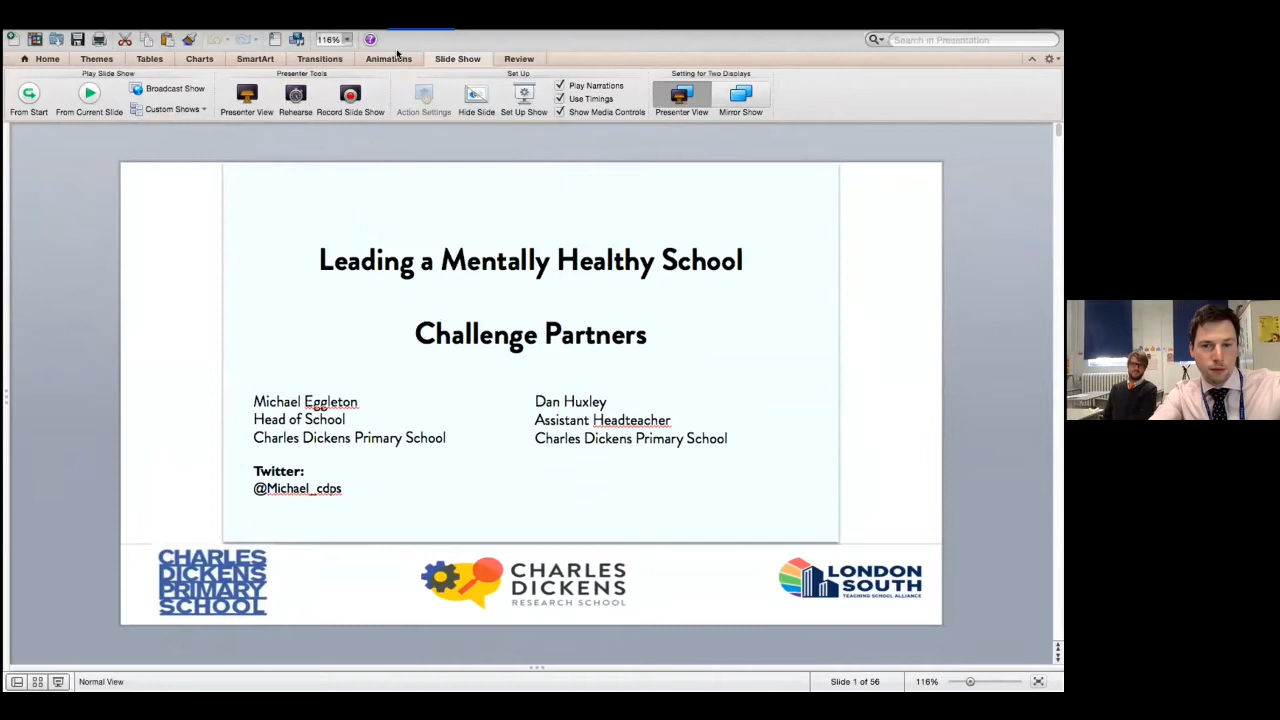 116%
Search in Presentation
Home Themes Tables Charts SmartArt Transitions Animations Slide Show Review
Play Slide Show Presenter Tools Set Up Setting for Two Displays
From Start From Current Slide Broadcast Show Custom Shows Presenter View Rehearse Record Slide Show Action Settings Hide Slide Set Up Show Play Narrations Use Timings Show Media Controls Presenter View Mirror Show
Leading a Mentally Healthy School
Challenge Partners
Michael Eggleton
Head of School
Charles Dickens Primary School
Twitter:
@Michael_cdps
Dan Huxley
Assistant Headteacher
Charles Dickens Primary School
CHARLES
DICKENS
PRIMARY
SCHOOL
CHARLES
DICKENS
RESEARCH SCHOOL
LONDON
SOUTH
TEACHING SCHOOL ALLIANCE
Normal View Slide 1 of 56 116%